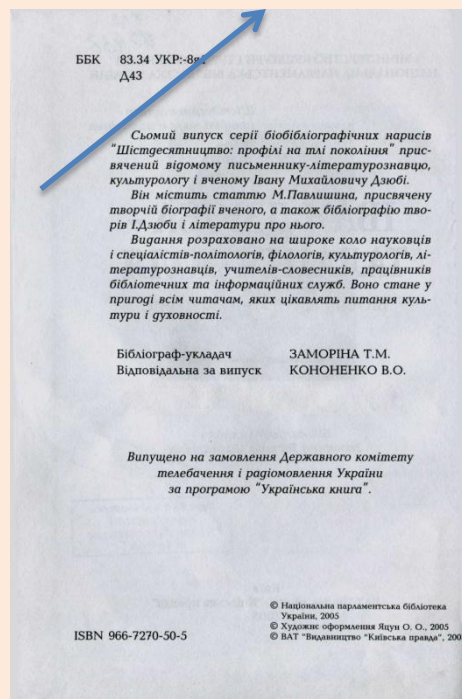 ББК 83.34 УКР:-8я1
Д43
Сьомий випуск серії біобібліографічних нарисів
"Шістдесятництво: профілі на тлі покоління" прис-
вячений відомому письменнику-літературознавцю,
культурологу і вченому Івану Михайловичу Дзюбі.
Він містить статтю М.Павлишина, присвячену
творчій біографії вченого, а також бібліографію тво-
рів І.Дзюби і літератури про нього.
Видання розраховано на широке коло науковців
і спеціалістів-політологів, філологів, культурологів, лі-
тературознавців, учителів-словесників, працівників
бібліотечних та інформаційних служб. Воно стане у
пригоді всім читачам, яких цікавлять питання куль-
тури і духовності.
Бібліограф-укладач ЗАМОРІНА Т.М.
Відповідальна за випуск КОНОНЕНКО В.О.
Випущено на замовлення Державного комітету
телебачення і радіомовлення України
за програмою "Українська книга".
© Національна парламентська бібліотека
України, 2005
© Художнє оформлення Яцун О. О., 2005
ISBN 966-7270-50-5 © ВАТ "Видавництво "Київська правда", 200